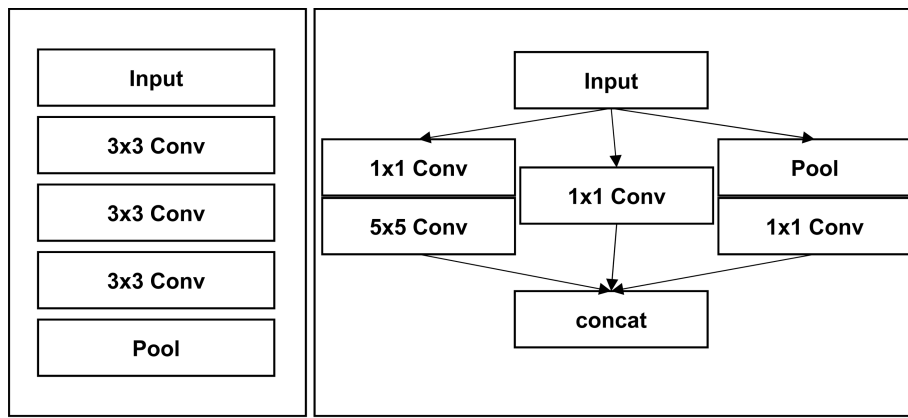 Input
3x3 Conv
3x3 Conv
3x3 Conv
Pool
Input
1x1 Conv
5x5 Conv
1x1 Conv
Pool
1x1 Conv
concat